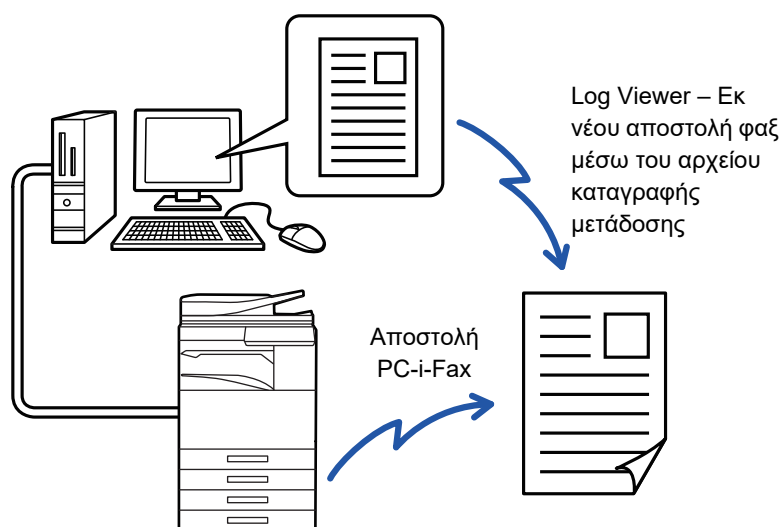 Log Viewer – Εκ
νέου αποστολή φαξ
μέσω του αρχείου
καταγραφής
μετάδοσης
Αποστολή
PC-i-Fax